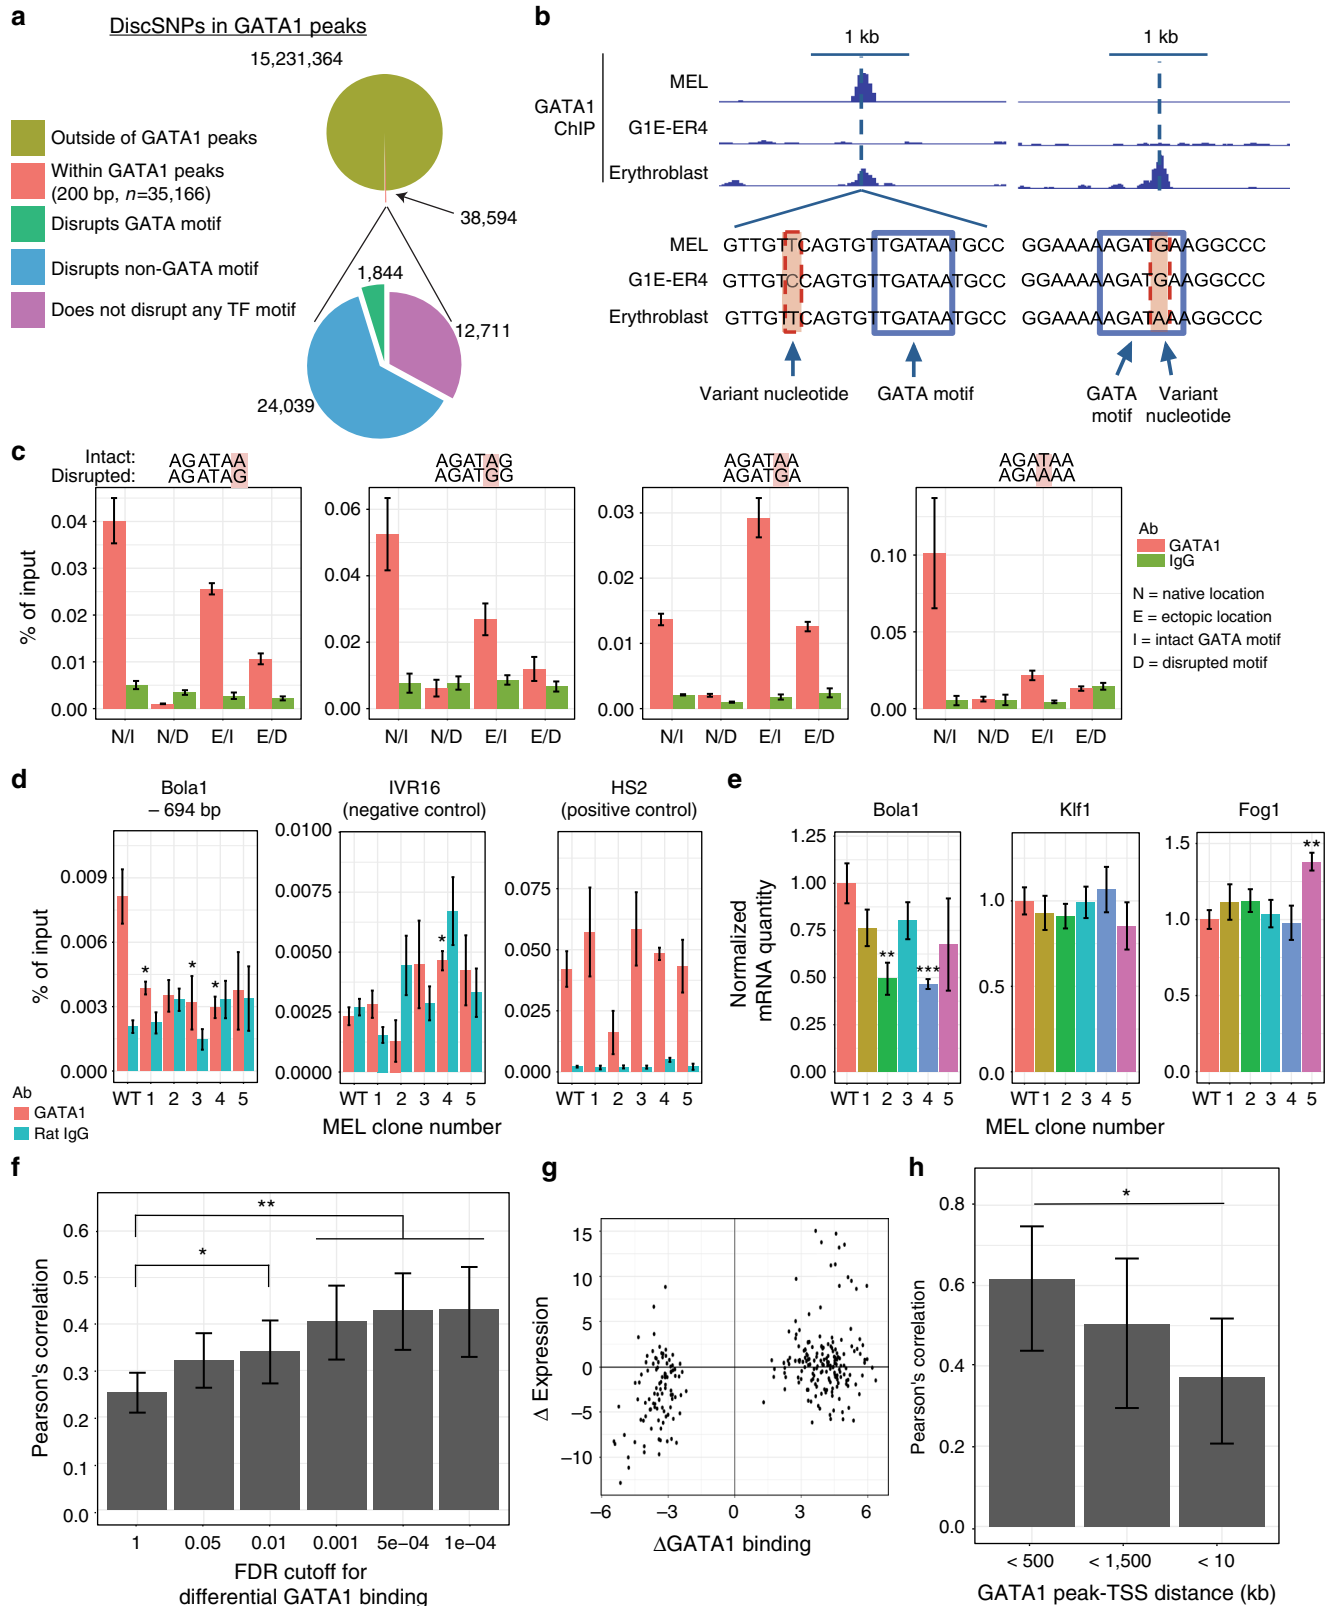 a
DiscSNPs in GATA1 peaks
15,231,364
Outside of GATA1 peaks
Within GATA1 peaks
(200 bp, n=35,166)
Disrupts GATA motif
Disrupts non-GATA motif
Does not disrupt any TF motif
38,594
1,844
12,711
24,039
b
1 kb
1 kb
GATA1
ChIP
MEL
G1E-ER4
Erythroblast
MEL GTTGTTCAGTGTTGATAATGCC GGAAAAAGATGAAGGCCC
G1E-ER4 GTTGTCCAGTGTTGATAATGCC GGAAAAAGATGAAGGCCC
Erythroblast GTTGTTCAGTGTTGATAATGCC GGAAAAAGATAAAGGCCC
Variant nucleotide
GATA motif
GATA
motif
Variant
nucleotide
c
Intact: AGATAA AGATAG AGATAA AGATAA
Disrupted: AGATAG AGATGG AGATGA AGAAAA
% of input
0.04
0.03
0.02
0.01
0.00
N/I N/D E/I E/D
0.06
0.04
0.02
0.00
N/I N/D E/I E/D
0.03
0.02
0.01
0.00
N/I N/D E/I E/D
0.10
0.05
0.00
N/I N/D E/I E/D
Ab
GATA1
IgG
N = native location
E = ectopic location
I = intact GATA motif
D = disrupted motif
d
Bola1
– 694 bp
% of input
0.009
0.006
0.003
0.000
* * *
WT 1 2 3 4 5
IVR16
(negative control)
0.0100
0.0075
0.0050
0.0025
0.0000
*
WT 1 2 3 4 5
HS2
(positive control)
0.075
0.050
0.025
0.000
WT 1 2 3 4 5
Ab
GATA1
Rat IgG
MEL clone number
e
Bola1
Normalized
mRNA quantity
1.25
1.00
0.75
0.50
0.25
0.00
** ***
WT 1 2 3 4 5
Klf1
1.0
0.5
0.0
WT 1 2 3 4 5
Fog1
1.5
1.0
0.5
0.0
**
WT 1 2 3 4 5
MEL clone number
f
Pearson's correlation
0.6
0.5
0.4
0.3
0.2
0.1
0.0
**
*
1 0.05 0.01 0.001 5e–04 1e–04
FDR cutoff for
differential GATA1 binding
g
Δ Expression
15
10
5
0
–5
–10
–6 –3 0 3 6
ΔGATA1 binding
h
Pearson's correlation
0.8
0.6
0.4
0.2
0.0
*
< 500 < 1,500 < 10
GATA1 peak-TSS distance (kb)